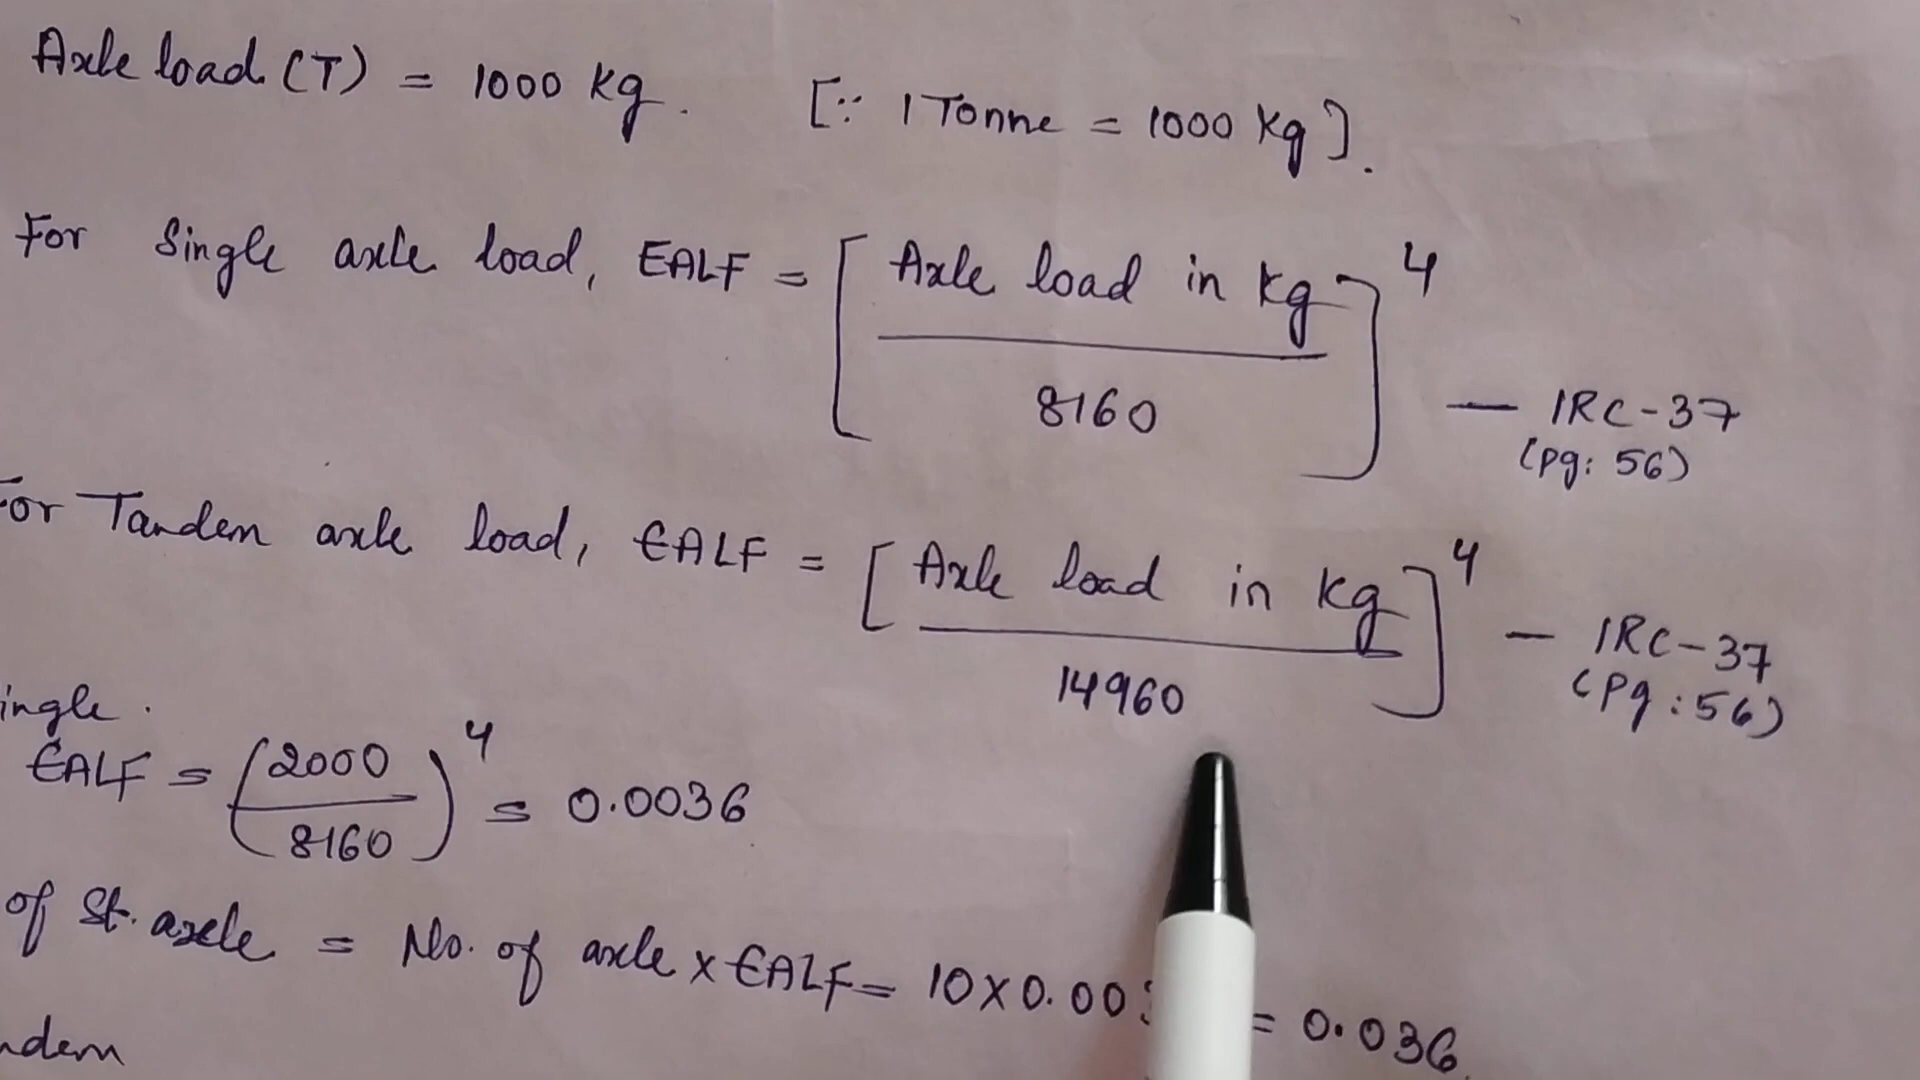 Axle load (T) = 1000 kg. [∵ 1 Tonne = 1000 kg].
For Single axle load, EALF = [Axle load in kg / 8160]^4 — IRC-37 (pg: 56)
For Tandem axle load, EALF = [Axle load in kg / 14960]^4 — IRC-37 (pg: 56)
ingle.
EALF = (2000 / 8160)^4 = 0.0036
of St. axele = No. of axle x EALF = 10 x 0.00 = 0.036
ndem